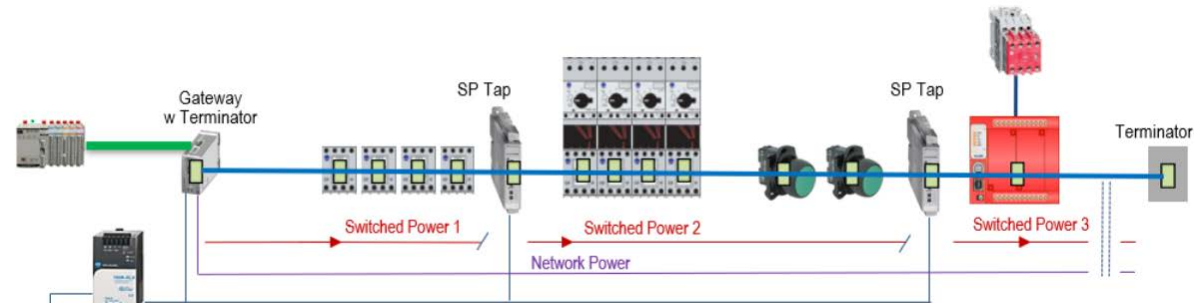 Gateway
w Terminator
SP Tap
SP Tap
Terminator
Switched Power 1
Switched Power 2
Switched Power 3
Network Power